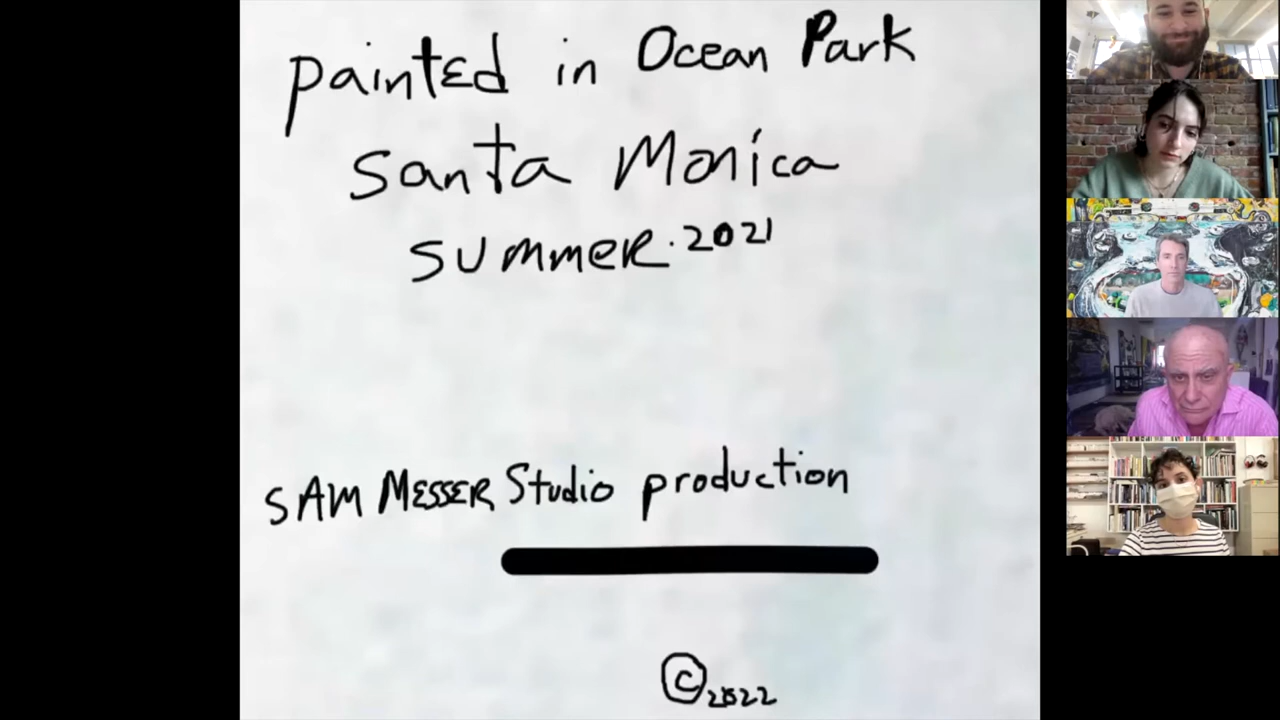 painted in Ocean Park
santa Monica
summer. 2021
SAM MESSER Studio production
© 2022